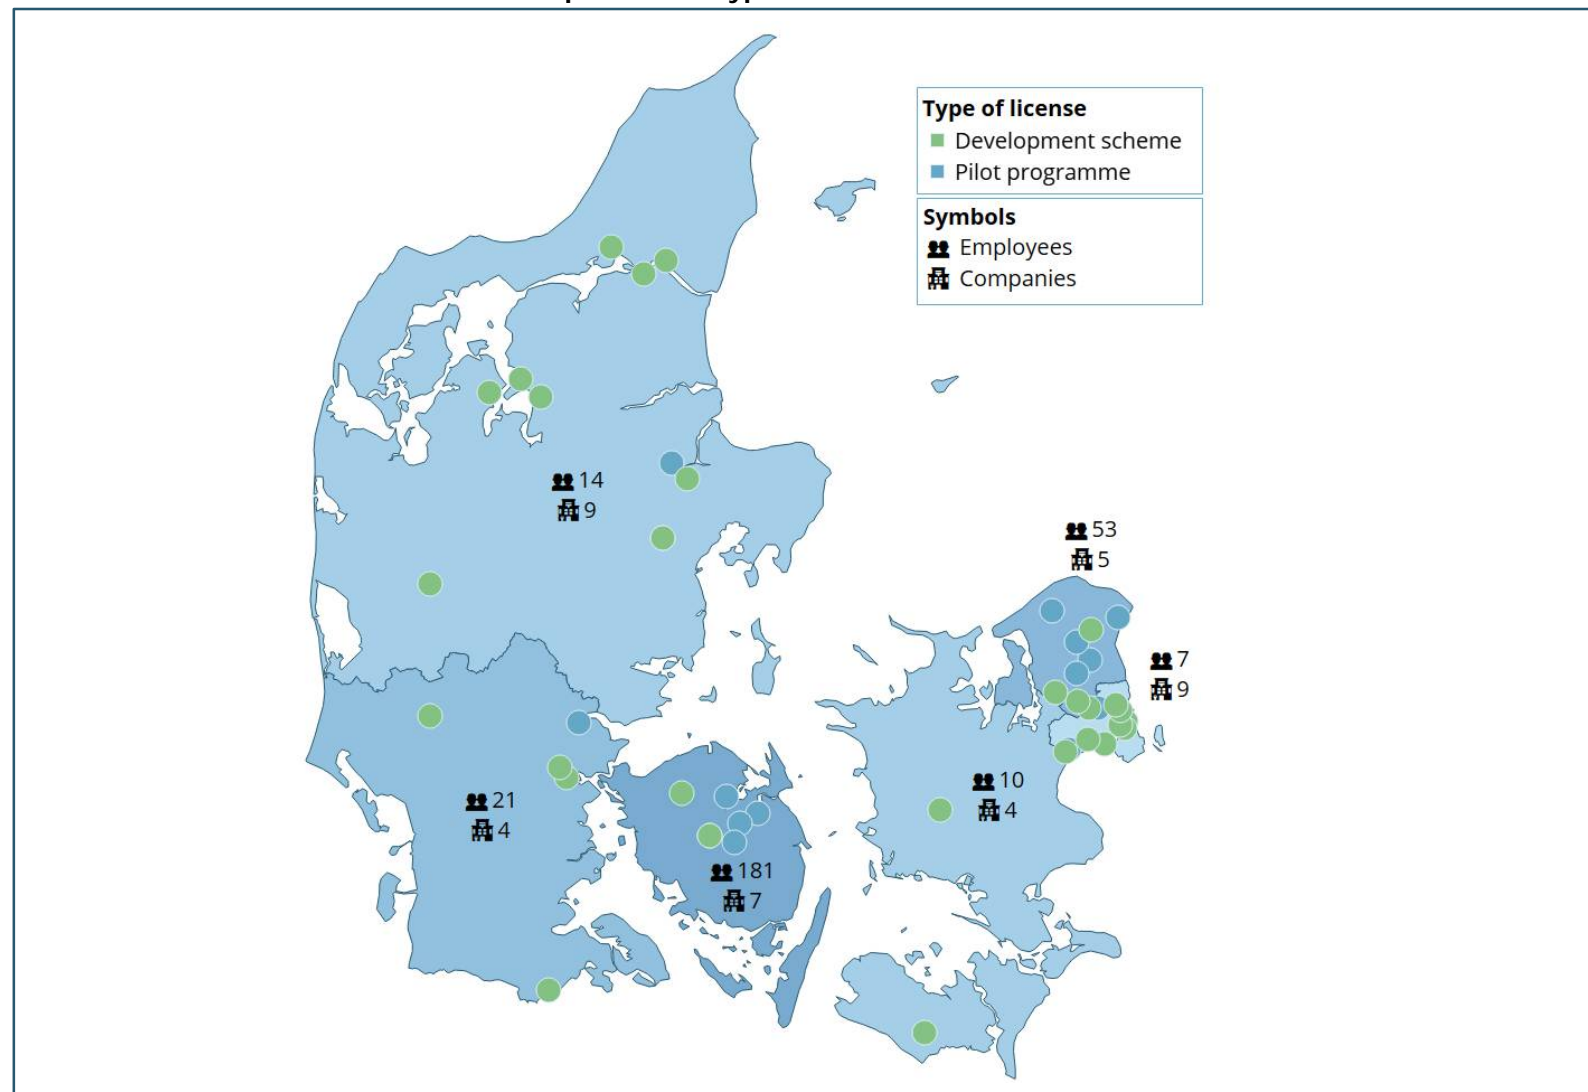 Type of license
Development scheme
Pilot programme
Symbols
Employees
Companies
14
9
53
5
7
9
10
4
21
4
181
7